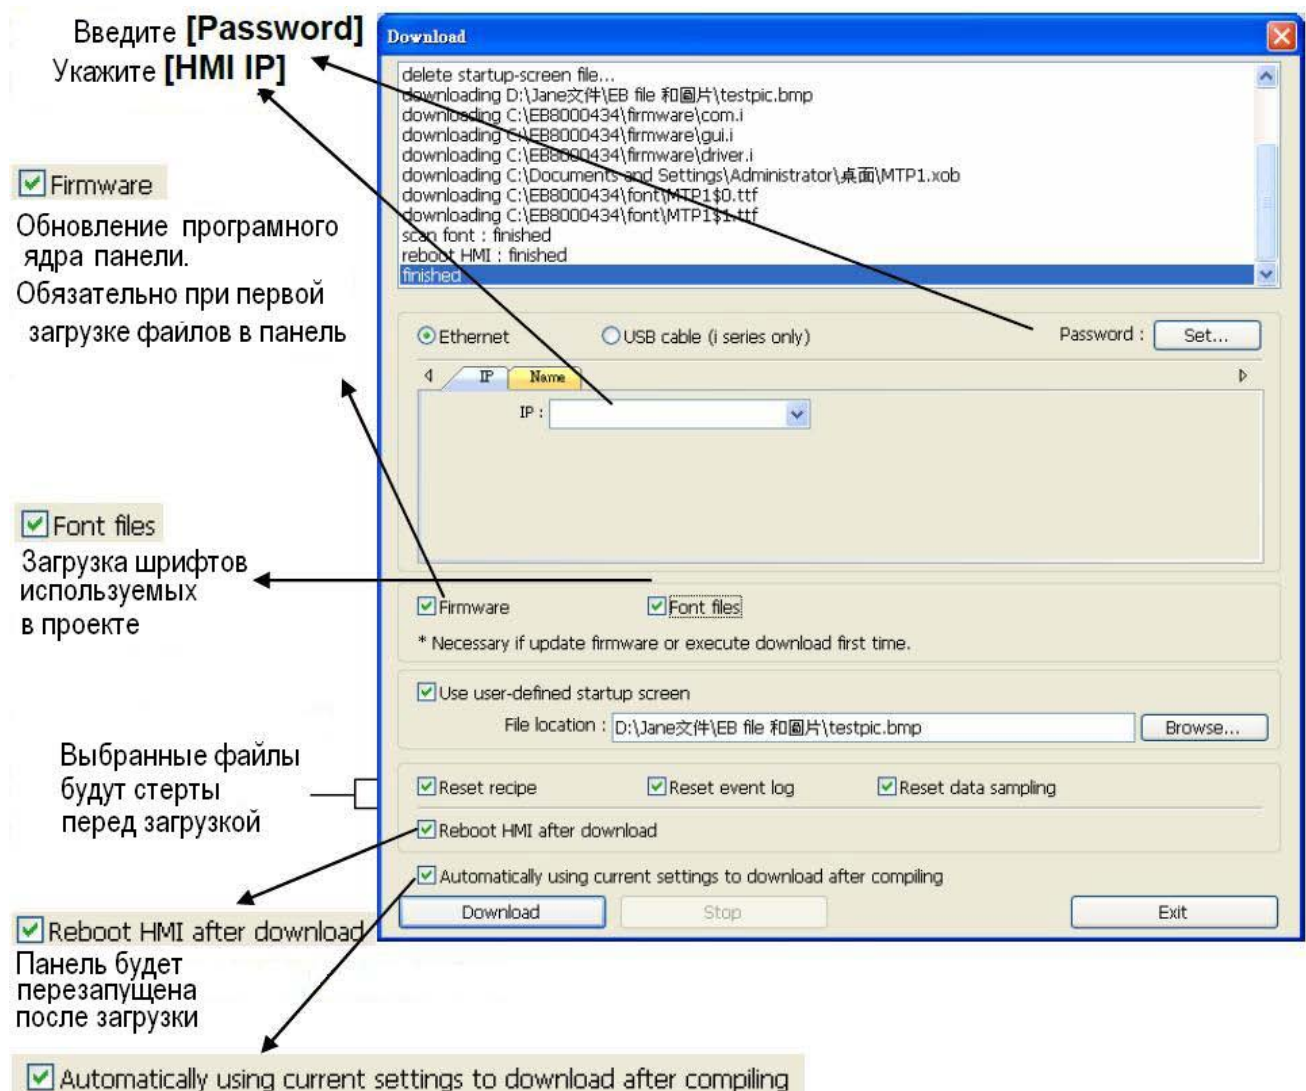 Введите [Password]
Укажите [HMI IP]
Firmware
Обновление програмного
ядра панели.
Обязательно при первой
загрузке файлов в панель
Font files
Загрузка шрифтов
используемых
в проекте
Выбранные файлы
будут стерты
перед загрузкой
Reboot HMI after download
Панель будет
перезапущена
после загрузки
Automatically using current settings to download after compiling
Download
delete startup-screen file...
downloading D:\Jane文件\EB file 和圖片\testpic.bmp
downloading C:\EB8000434\firmware\com.i
downloading C:\EB8000434\firmware\gui.i
downloading C:\EB8000434\firmware\driver.i
downloading C:\Documents and Settings\Administrator\桌面\MTP1.xob
downloading C:\EB8000434\font\MTP1$0.ttf
downloading C:\EB8000434\font\MTP1$1.ttf
scan font : finished
reboot HMI : finished
finished
Ethernet USB cable (i series only) Password : Set...
IP Name
IP :
Firmware Font files
* Necessary if update firmware or execute download first time.
Use user-defined startup screen
File location : D:\Jane文件\EB file 和圖片\testpic.bmp Browse...
Reset recipe Reset event log Reset data sampling
Reboot HMI after download
Automatically using current settings to download after compiling
Download Stop Exit